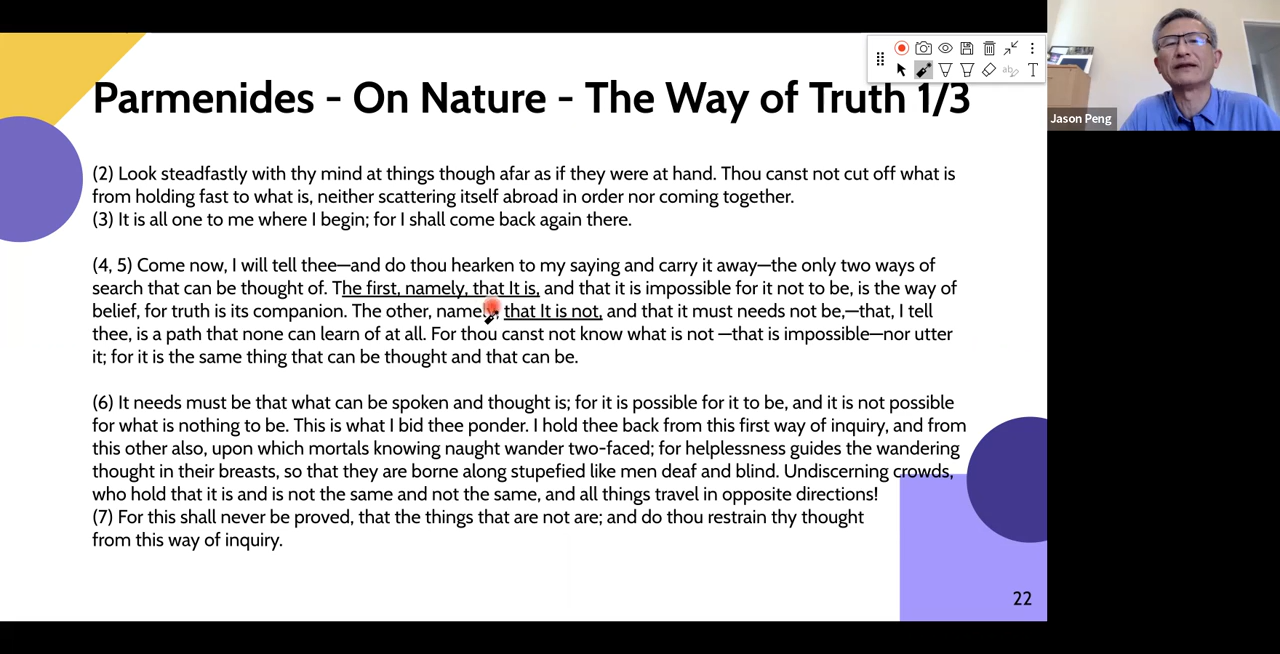 Parmenides - On Nature - The Way of Truth 1/3
Jason Peng
(2) Look steadfastly with thy mind at things though afar as if they were at hand. Thou canst not cut off what is
from holding fast to what is, neither scattering itself abroad in order nor coming together.
(3) It is all one to me where I begin; for I shall come back again there.
(4, 5) Come now, I will tell thee—and do thou hearken to my saying and carry it away—the only two ways of
search that can be thought of. The first, namely, that It is, and that it is impossible for it not to be, is the way of
belief, for truth is its companion. The other, namely, that It is not, and that it must needs not be,—that, I tell
thee, is a path that none can learn of at all. For thou canst not know what is not —that is impossible—nor utter
it; for it is the same thing that can be thought and that can be.
(6) It needs must be that what can be spoken and thought is; for it is possible for it to be, and it is not possible
for what is nothing to be. This is what I bid thee ponder. I hold thee back from this first way of inquiry, and from
this other also, upon which mortals knowing naught wander two-faced; for helplessness guides the wandering
thought in their breasts, so that they are borne along stupefied like men deaf and blind. Undiscerning crowds,
who hold that it is and is not the same and not the same, and all things travel in opposite directions!
(7) For this shall never be proved, that the things that are not are; and do thou restrain thy thought
from this way of inquiry.
22